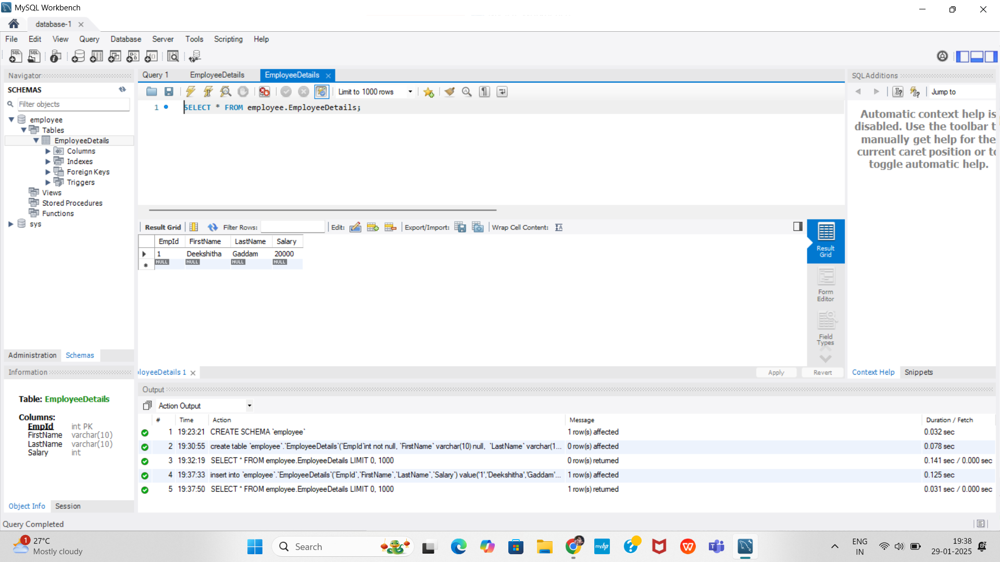 MySQL Workbench
database-1
File Edit View Query Database Server Tools Scripting Help
Navigator
SCHEMAS
Filter objects
employee
Tables
EmployeeDetails
Columns
Indexes
Foreign Keys
Triggers
Views
Stored Procedures
Functions
sys
Administration Schemas
Information
Table: EmployeeDetails
Columns:
EmpId int PK
FirstName varchar(10)
LastName varchar(10)
Salary int
Object Info Session
Query 1 EmployeeDetails EmployeeDetails
Limit to 1000 rows
1 SELECT * FROM employee.EmployeeDetails;
Result Grid Filter Rows: Edit: Export/Import: Wrap Cell Content:
EmpId FirstName LastName Salary
1 Deekshitha Gaddam 20000
NULL NULL NULL NULL
Result
Grid
Form
Editor
Field
Types
loyeeDetails 1
Apply Revert
SQLAdditions
Jump to
Automatic context help is
disabled. Use the toolbar t
manually get help for the
current caret position or to
toggle automatic help.
Context Help Snippets
Output
Action Output
# Time Action Message Duration / Fetch
1 19:23:21 CREATE SCHEMA `employee` 1 row(s) affected 0.032 sec
2 19:30:55 create table `employee`.`EmployeeDetails`(`EmpId`int not null, `FirstName` varchar(10) null, `LastName` varchar(1... 0 row(s) affected 0.078 sec
3 19:32:19 SELECT * FROM employee.EmployeeDetails LIMIT 0, 1000 0 row(s) returned 0.141 sec / 0.000 sec
4 19:37:33 insert into `employee`.`EmployeeDetails`(`EmpId`,`FirstName`,`LastName`,`Salary`) value('1','Deekshitha','Gaddam'... 1 row(s) affected 0.125 sec
5 19:37:50 SELECT * FROM employee.EmployeeDetails LIMIT 0, 1000 1 row(s) returned 0.031 sec / 0.000 sec
Query Completed
1
27°C
Mostly cloudy
Search
myhp
ENG
IN
19:38
29-01-2025